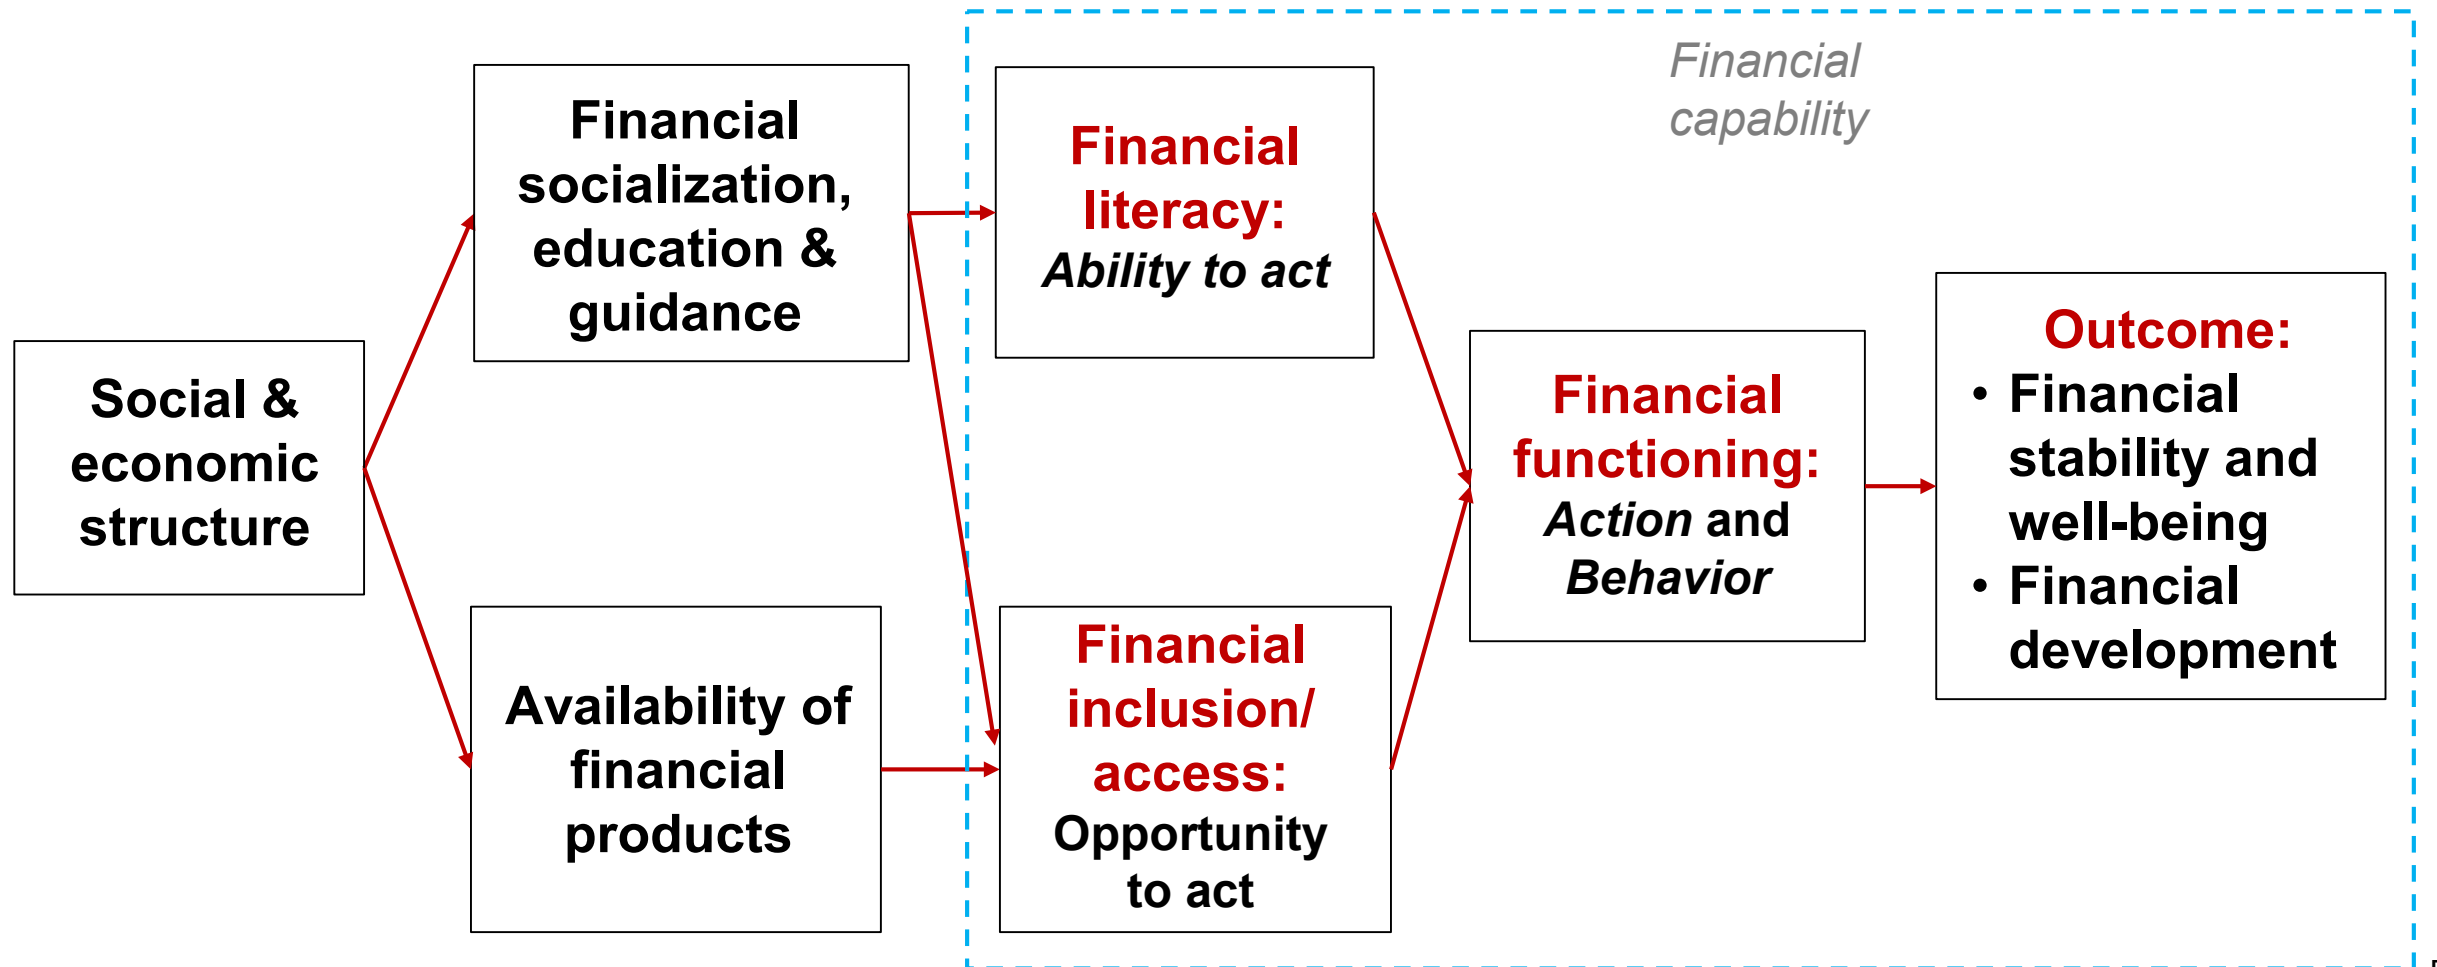 Financial
capability
Financial
socialization,
education &
guidance
Financial
literacy:
Ability to act
Social &
economic
structure
Financial
functioning:
Action and
Behavior
Outcome:
• Financial
stability and
well-being
• Financial
development
Availability of
financial
products
Financial
inclusion/
access:
Opportunity
to act